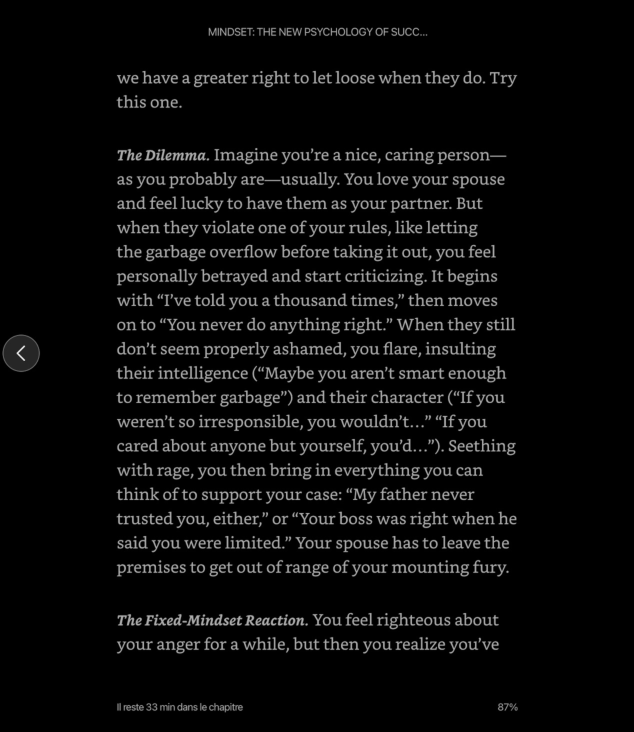 MINDSET: THE NEW PSYCHOLOGY OF SUCC...
we have a greater right to let loose when they do. Try
this one.
The Dilemma. Imagine you’re a nice, caring person—
as you probably are—usually. You love your spouse
and feel lucky to have them as your partner. But
when they violate one of your rules, like letting
the garbage overflow before taking it out, you feel
personally betrayed and start criticizing. It begins
with “I’ve told you a thousand times,” then moves
on to “You never do anything right.” When they still
don’t seem properly ashamed, you flare, insulting
their intelligence (“Maybe you aren’t smart enough
to remember garbage”) and their character (“If you
weren’t so irresponsible, you wouldn’t…” “If you
cared about anyone but yourself, you’d…”). Seething
with rage, you then bring in everything you can
think of to support your case: “My father never
trusted you, either,” or “Your boss was right when he
said you were limited.” Your spouse has to leave the
premises to get out of range of your mounting fury.
The Fixed-Mindset Reaction. You feel righteous about
your anger for a while, but then you realize you’ve
Il reste 33 min dans le chapitre
87%